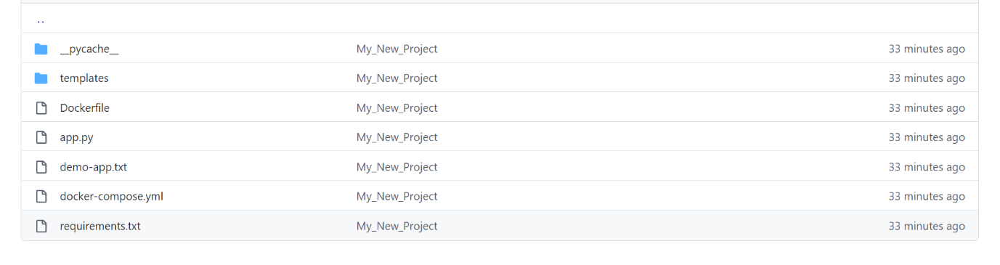 ..
__pycache__ My_New_Project 33 minutes ago
templates My_New_Project 33 minutes ago
Dockerfile My_New_Project 33 minutes ago
app.py My_New_Project 33 minutes ago
demo-app.txt My_New_Project 33 minutes ago
docker-compose.yml My_New_Project 33 minutes ago
requirements.txt My_New_Project 33 minutes ago